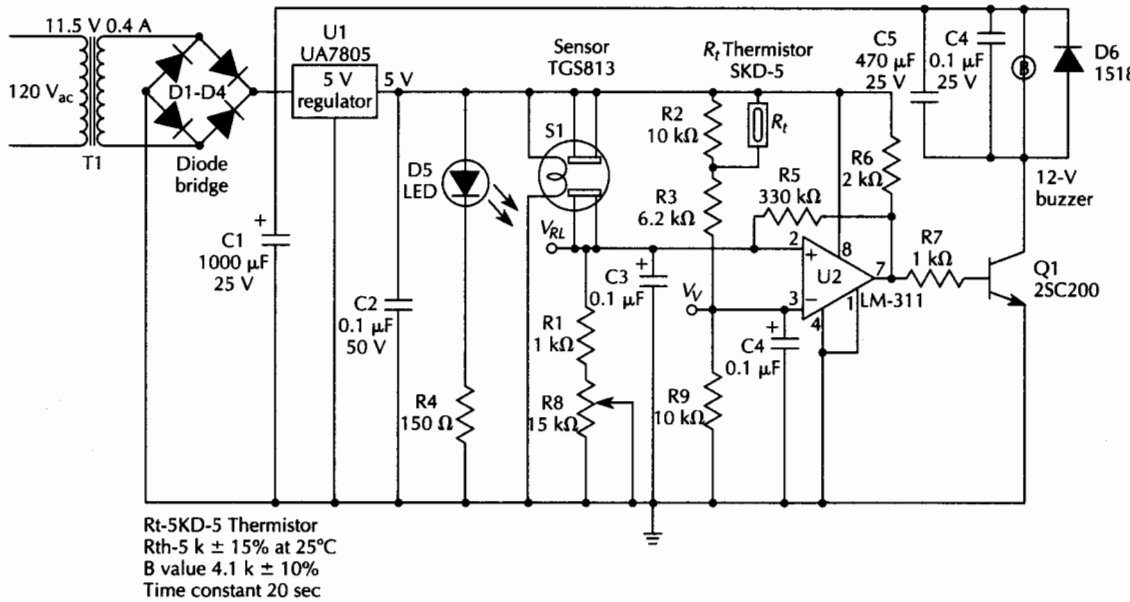 11.5 V 0.4 A
120 Vac
T1
D1-D4
Diode
bridge
U1
UA7805
5 V
regulator
5 V
C1
1000 µF
25 V
+
C2
0.1 µF
50 V
D5
LED
R4
150 Ω
Sensor
TGS813
S1
VRL
R1
1 kΩ
R8
15 kΩ
C3
0.1 µF
+
Rt Thermistor
SKD-5
R2
10 kΩ
Rt
R3
6.2 kΩ
R5
330 kΩ
R6
2 kΩ
VV
R9
10 kΩ
C4
0.1 µF
+
2
+
3
−
U2
8
7
1
4
LM-311
R7
1 kΩ
Q1
2SC200
C5
470 µF
25 V
C4
0.1 µF
25 V
B
D6
1S18
12-V
buzzer
Rt-5KD-5 Thermistor
Rth-5 k ± 15% at 25°C
B value 4.1 k ± 10%
Time constant 20 sec